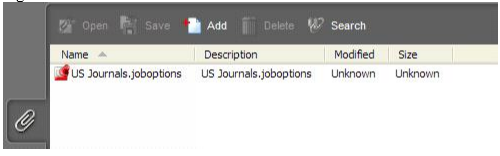 Open Save Add Delete Search
Name Description Modified Size
US Journals.joboptions US Journals.joboptions Unknown Unknown